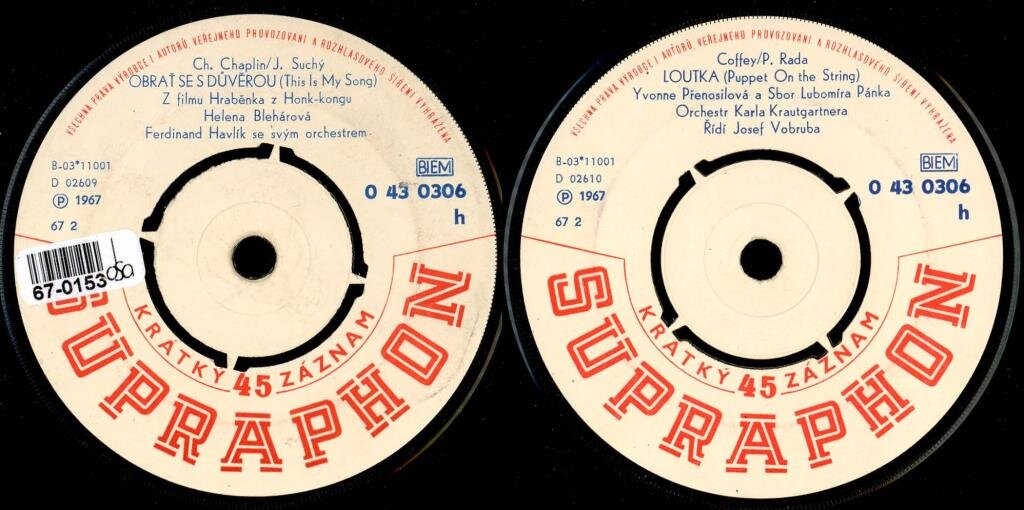 VŠECHNA PRÁVA VÝROBCE I AUTORŮ, VEŘEJNÉHO PROVOZOVÁNÍ A ROZHLASOVÉHO ŠÍŘENÍ VYHRAŽENA
Ch. Chaplin/J. Suchý
OBRAŤ SE S DŮVĚROU (This Is My Song)
Z filmu Hraběnka z Honk-kongu
Helena Blehárová
Ferdinand Havlík se svým orchestrem
B-03*11001
D 02609
Ⓟ 1967
67 2
BIEM
0 43 0306
h
67-0153 OSA
KRÁTKÝ 45 ZÁZNAM
SUPRAPHON
VŠECHNA PRÁVA VÝROBCE I AUTORŮ, VEŘEJNÉHO PROVOZOVÁNÍ A ROZHLASOVÉHO ŠÍŘENÍ VYHRAŽENA
Coffey/P. Rada
LOUTKA (Puppet On the String)
Yvonne Přenosilová a Sbor Lubomíra Pánka
Orchestr Karla Krautgartnera
Řídí Josef Vobruba
B-03*11001
D 02610
Ⓟ 1967
67 2
BIEM
0 43 0306
h
KRÁTKÝ 45 ZÁZNAM
SUPRAPHON